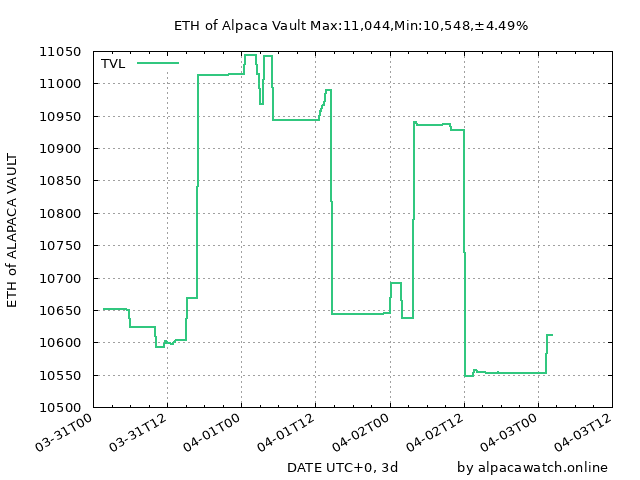 ETH of Alpaca Vault Max:11,044,Min:10,548,±4.49%
TVL
11050
11000
10950
10900
10850
10800
10750
10700
10650
10600
10550
10500
ETH of ALAPACA VAULT
03-31T00
03-31T12
04-01T00
04-01T12
04-02T00
04-02T12
04-03T00
04-03T12
DATE UTC+0, 3d
by alpacawatch.online